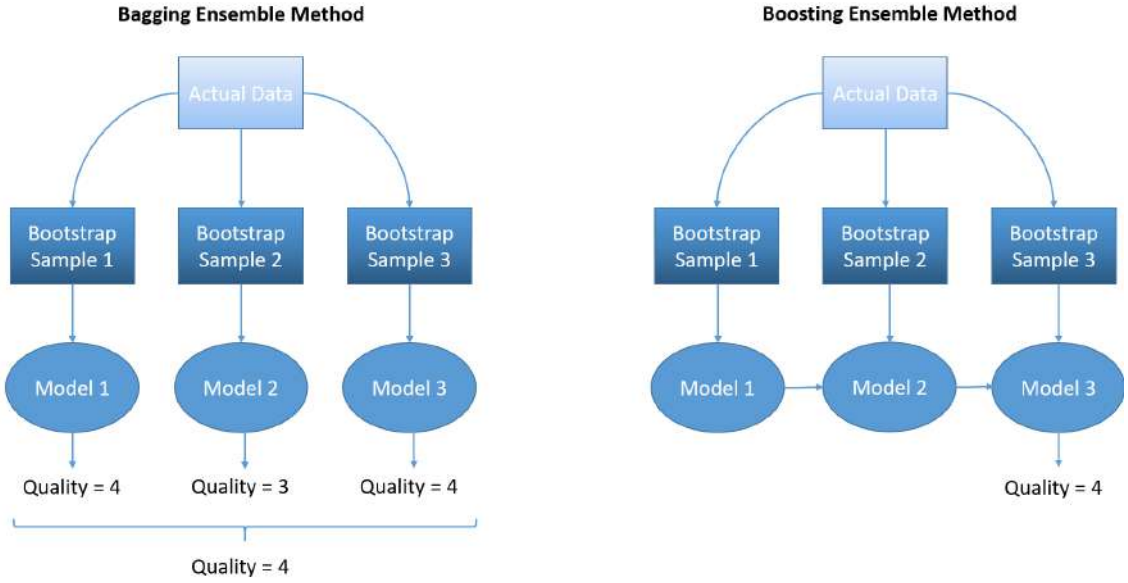 Bagging Ensemble Method
Actual Data
Bootstrap
Sample 1
Bootstrap
Sample 2
Bootstrap
Sample 3
Model 1
Model 2
Model 3
Quality = 4
Quality = 3
Quality = 4
Quality = 4
Boosting Ensemble Method
Actual Data
Bootstrap
Sample 1
Bootstrap
Sample 2
Bootstrap
Sample 3
Model 1
Model 2
Model 3
Quality = 4